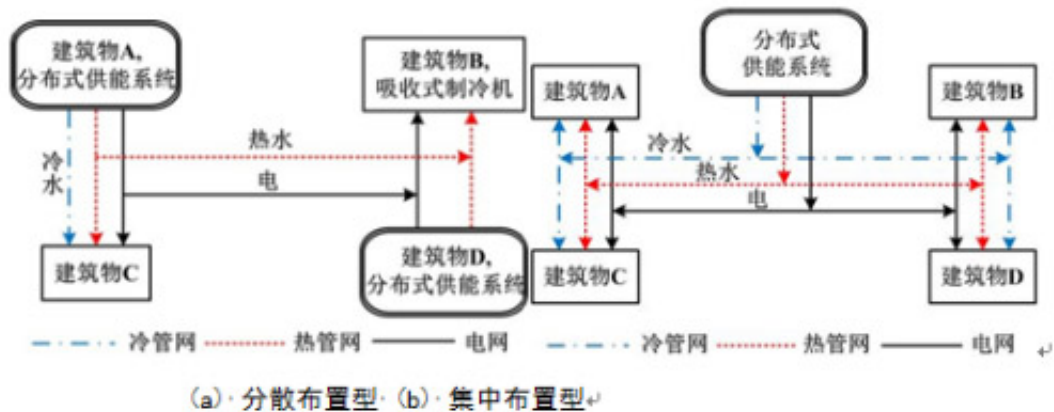 建筑物A,
分布式供能系统
建筑物B,
吸收式制冷机
冷水
热水
电
建筑物C
建筑物D,
分布式供能系统
冷管网
热管网
电网
分布式
供能系统
建筑物A
建筑物B
冷水
热水
电
建筑物C
建筑物D
冷管网
热管网
电网
(a)·分散布置型·(b)·集中布置型